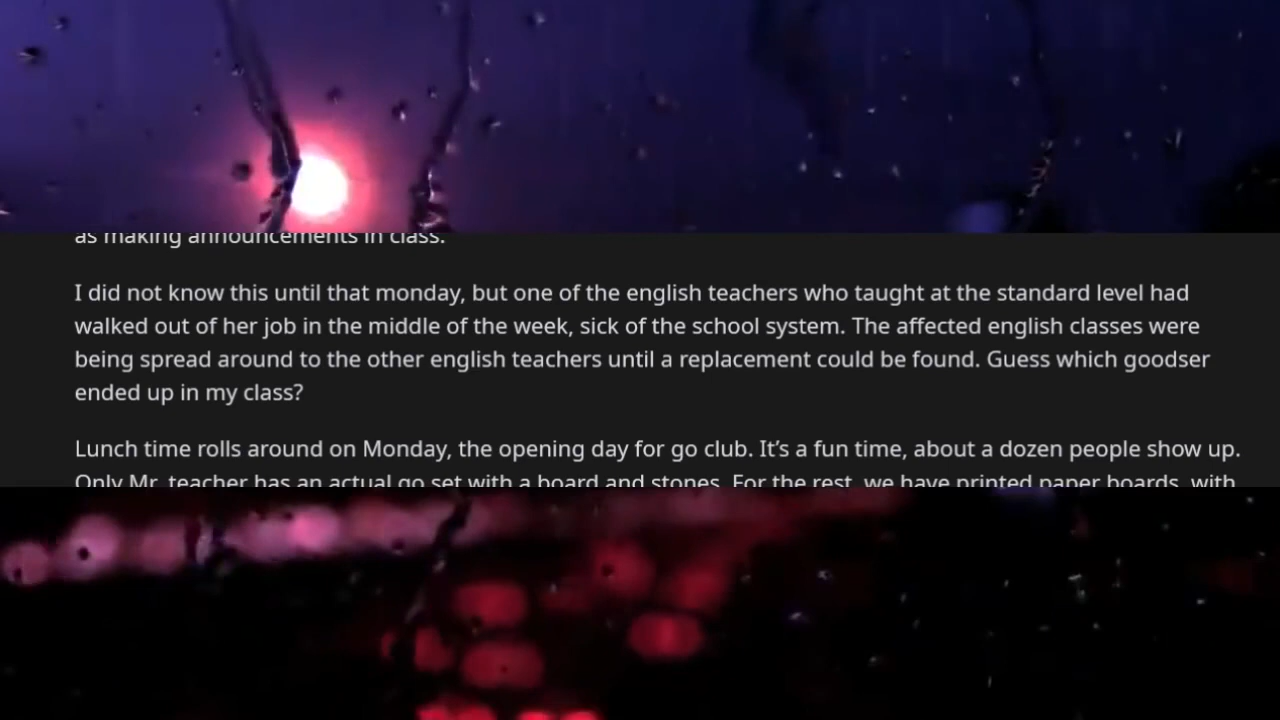 as making announcements in class.
I did not know this until that monday, but one of the english teachers who taught at the standard level had
walked out of her job in the middle of the week, sick of the school system. The affected english classes were
being spread around to the other english teachers until a replacement could be found. Guess which goodser
ended up in my class?
Lunch time rolls around on Monday, the opening day for go club. It’s a fun time, about a dozen people show up.
Only Mr. teacher has an actual go set with a board and stones. For the rest, we have printed paper boards, with